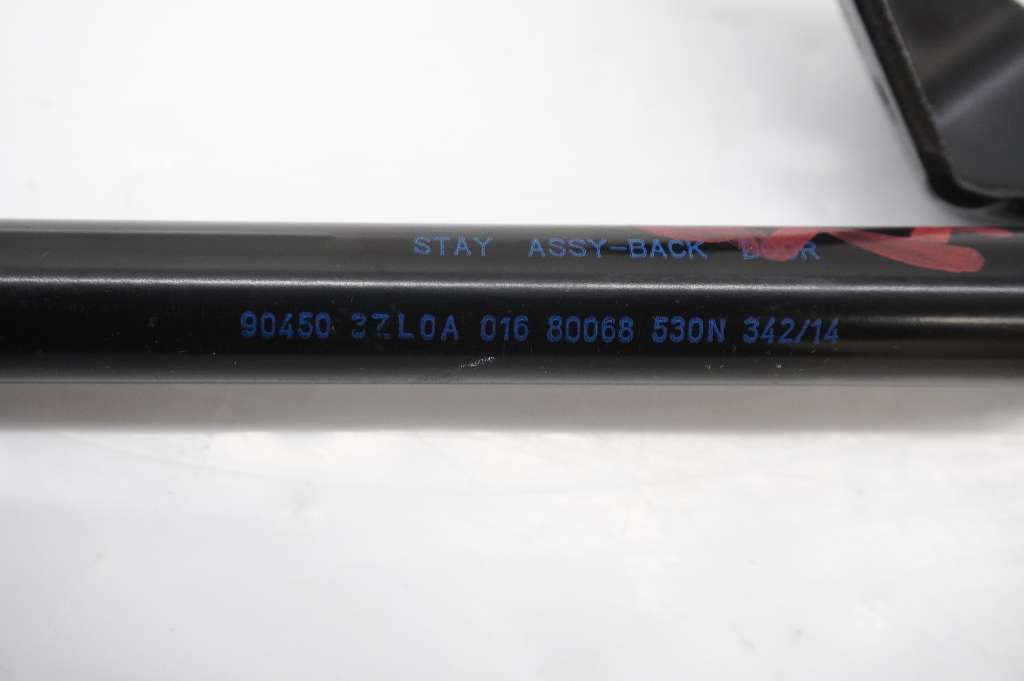 STAY ASSY-BACK DOOR
90450 3ZL0A 016 80068 530N 342/14